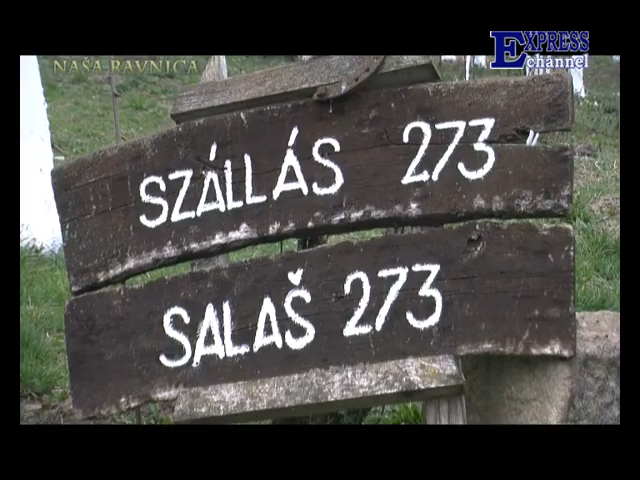 NAŠA RAVNICA
EXPRESS
channel
SZÁLLÁS 273
SALAŠ 273